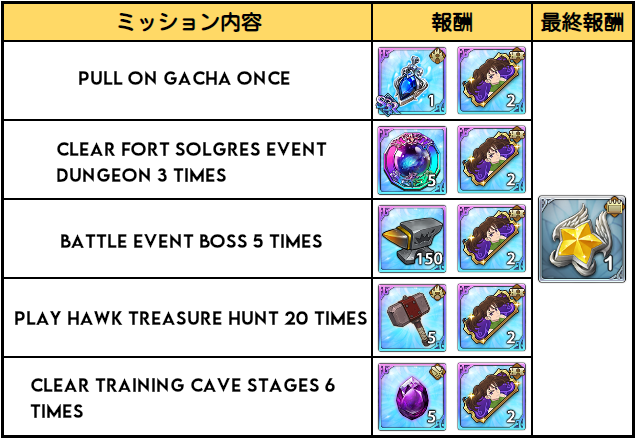 ミッション内容 報酬 最終報酬
PULL ON GACHA ONCE 1 2
CLEAR FORT SOLGRES EVENT
DUNGEON 3 TIMES 5 2
BATTLE EVENT BOSS 5 TIMES 150 2
1
PLAY HAWK TREASURE HUNT 20 TIMES 5 2
CLEAR TRAINING CAVE STAGES 6
TIMES 5 2